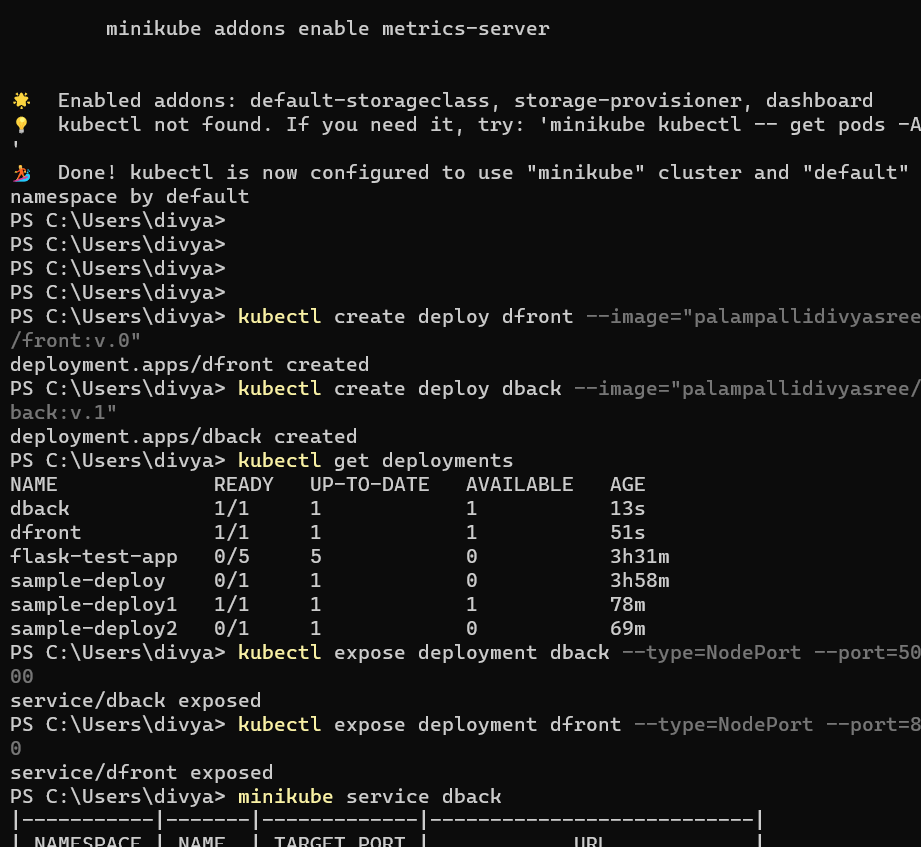 minikube addons enable metrics-server
🌟  Enabled addons: default-storageclass, storage-provisioner, dashboard
💡  kubectl not found. If you need it, try: 'minikube kubectl -- get pods -A
'
🏄  Done! kubectl is now configured to use "minikube" cluster and "default"
namespace by default
PS C:\Users\divya>
PS C:\Users\divya>
PS C:\Users\divya>
PS C:\Users\divya>
PS C:\Users\divya> kubectl create deploy dfront --image="palampallidivyasree
/front:v.0"
deployment.apps/dfront created
PS C:\Users\divya> kubectl create deploy dback --image="palampallidivyasree/
back:v.1"
deployment.apps/dback created
PS C:\Users\divya> kubectl get deployments
NAME             READY   UP-TO-DATE   AVAILABLE   AGE
dback            1/1     1            1           13s
dfront           1/1     1            1           51s
flask-test-app   0/5     5            0           3h31m
sample-deploy    0/1     1            0           3h58m
sample-deploy1   1/1     1            1           78m
sample-deploy2   0/1     1            0           69m
PS C:\Users\divya> kubectl expose deployment dback --type=NodePort --port=50
00
service/dback exposed
PS C:\Users\divya> kubectl expose deployment dfront --type=NodePort --port=8
0
service/dfront exposed
PS C:\Users\divya> minikube service dback
|-----------|-------|-------------|---------------------------|
| NAMESPACE | NAME  | TARGET PORT |            URL            |